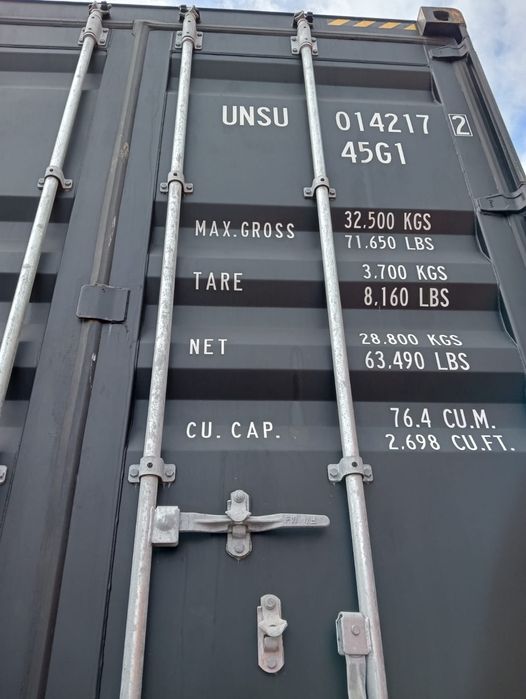 UNSU 014217 2
45G1
MAX.GROSS 32.500 KGS
71.650 LBS
TARE 3.700 KGS
8.160 LBS
NET 28.800 KGS
63.490 LBS
CU. CAP. 76.4 CU.M.
2.698 CU.FT.